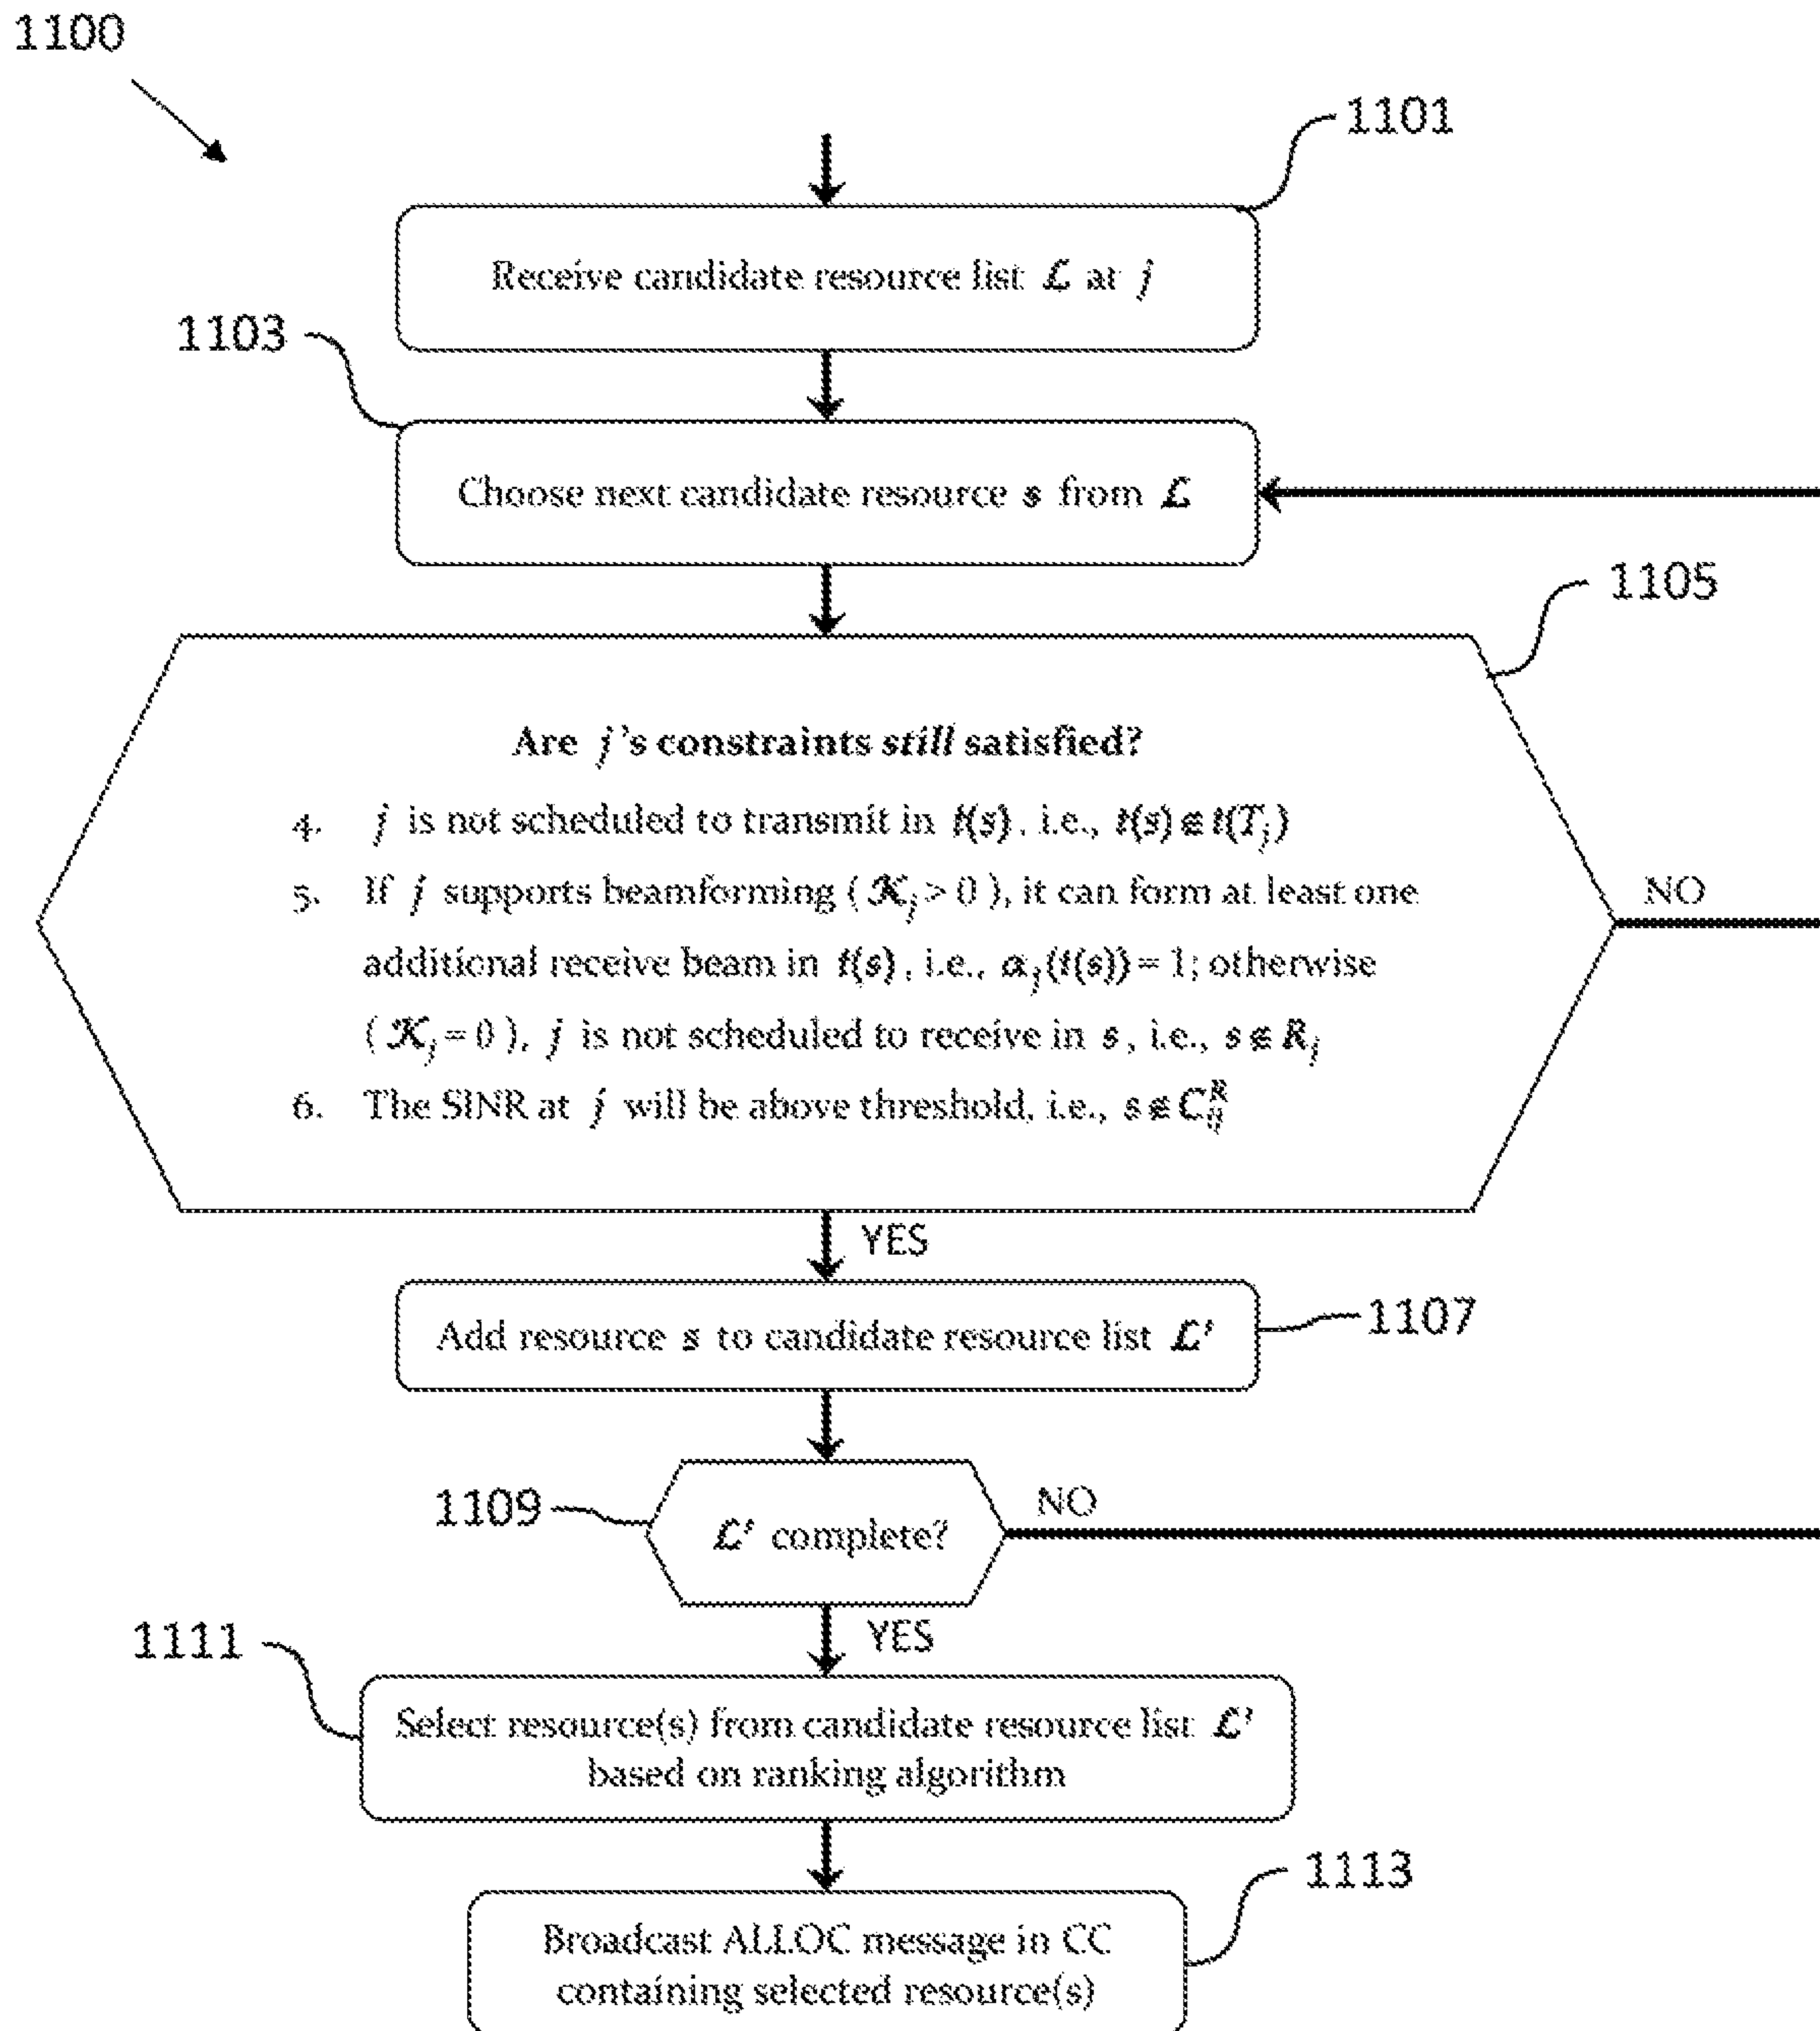 1100
1101
Receive candidate resource list ℒ at j
1103
Choose next candidate resource s from ℒ
1105
Are j's constraints still satisfied?
4. j is not scheduled to transmit in t(s), i.e., t(s)∉t(T_j)
5. If j supports beamforming (𝒦_j > 0), it can form at least one
additional receive beam in t(s), i.e., α_j(t(s)) = 1; otherwise
(𝒦_j = 0), j is not scheduled to receive in s, i.e., s∉R_j
6. The SINR at j will be above threshold, i.e., s∉C_ij^R
NO
YES
Add resource s to candidate resource list ℒ'
1107
1109
ℒ' complete?
NO
YES
1111
Select resource(s) from candidate resource list ℒ'
based on ranking algorithm
1113
Broadcast ALLOC message in CC
containing selected resource(s)